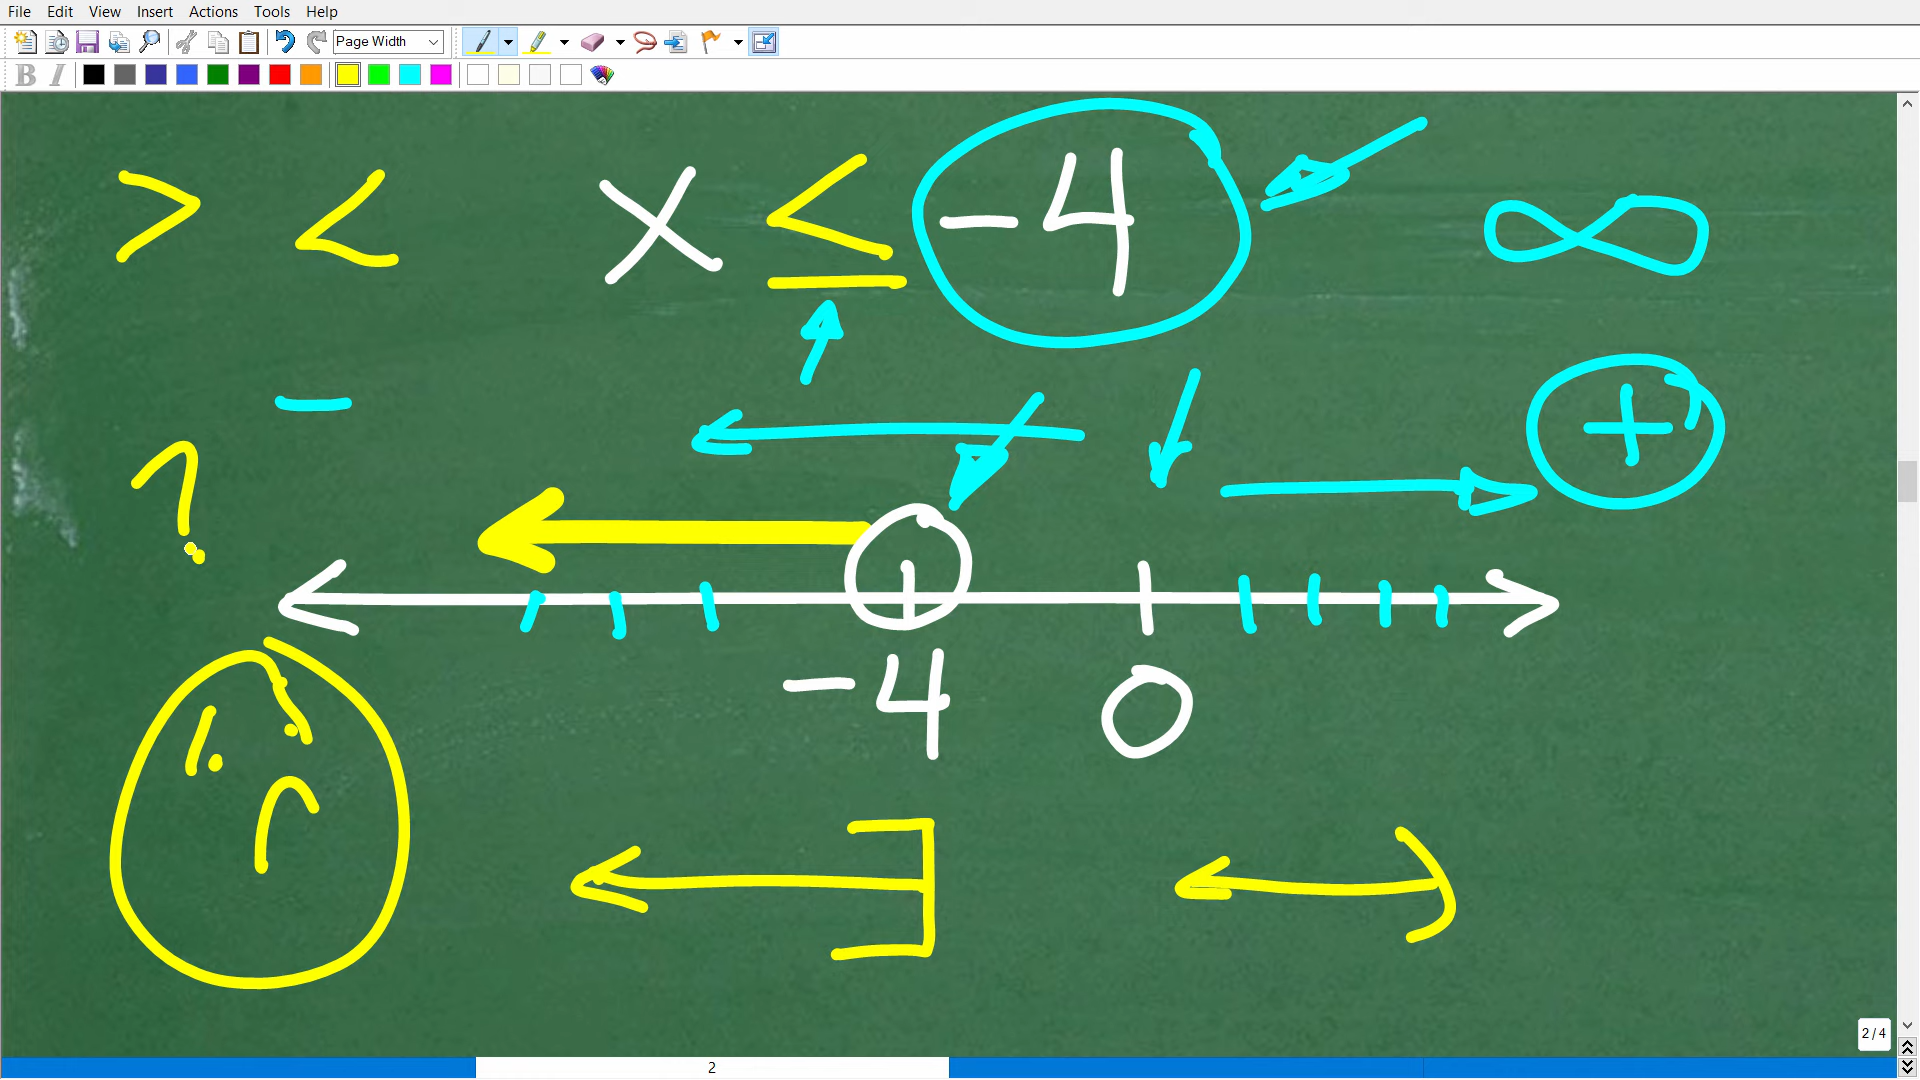 File Edit View Insert Actions Tools Help
Page Width
B I
> < x ≤ -4 ∞
- +
?
-4 0
← ] ← )
2 / 4
2